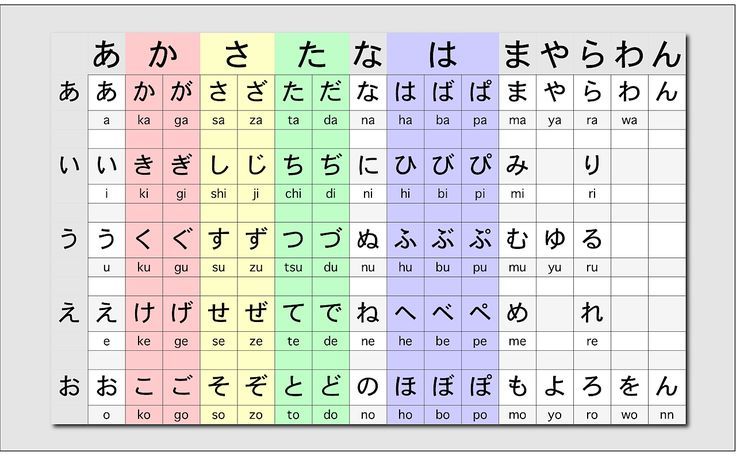 あ か さ た な は ま や ら わ ん
あ あ か が さ ざ た だ な は ば ぱ ま や ら わ ん
a ka ga sa za ta da na ha ba pa ma ya ra wa
い い き ぎ し じ ち ぢ に ひ び ぴ み り
i ki gi shi ji chi di ni hi bi pi mi ri
う う く ぐ す ず つ づ ぬ ふ ぶ ぷ む ゆ る
u ku gu su zu tsu du nu hu bu pu mu yu ru
え え け げ せ ぜ て で ね へ べ ぺ め れ
e ke ge se ze te de ne he be pe me re
お お こ ご そ ぞ と ど の ほ ぼ ぽ も よ ろ を ん
o ko go so zo to do no ho bo po mo yo ro wo nn